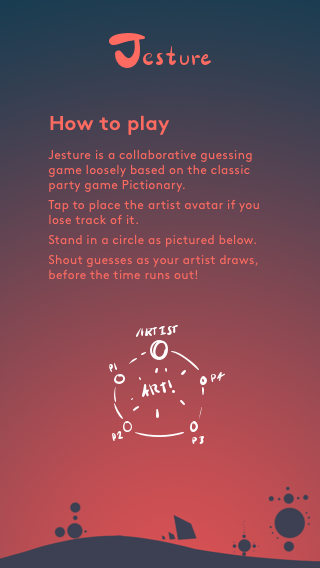 Jesture
How to play
Jesture is a collaborative guessing
game loosely based on the classic
party game Pictionary.
Tap to place the artist avatar if you
lose track of it.
Stand in a circle as pictured below.
Shout guesses as your artist draws,
before the time runs out!
ARTIST
P1
ART!
P4
P2
P3